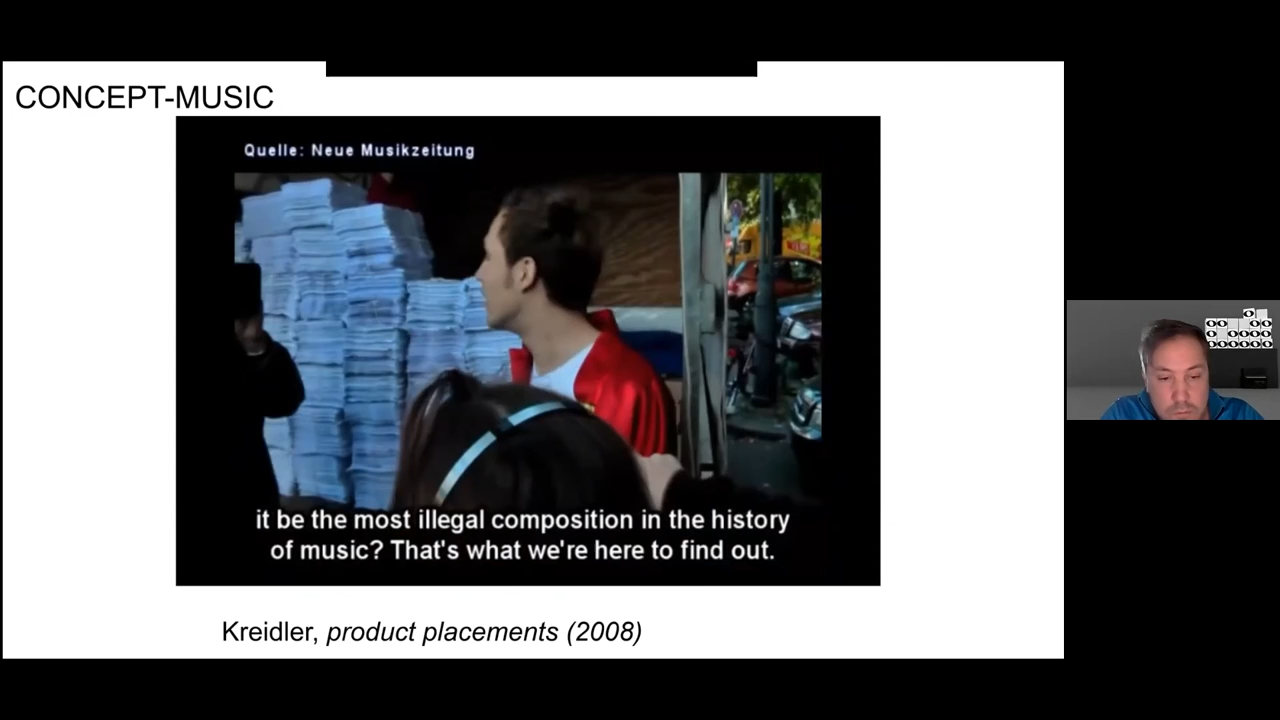 CONCEPT-MUSIC
Quelle: Neue Musikzeitung
it be the most illegal composition in the history
of music? That's what we're here to find out.
Kreidler, product placements (2008)